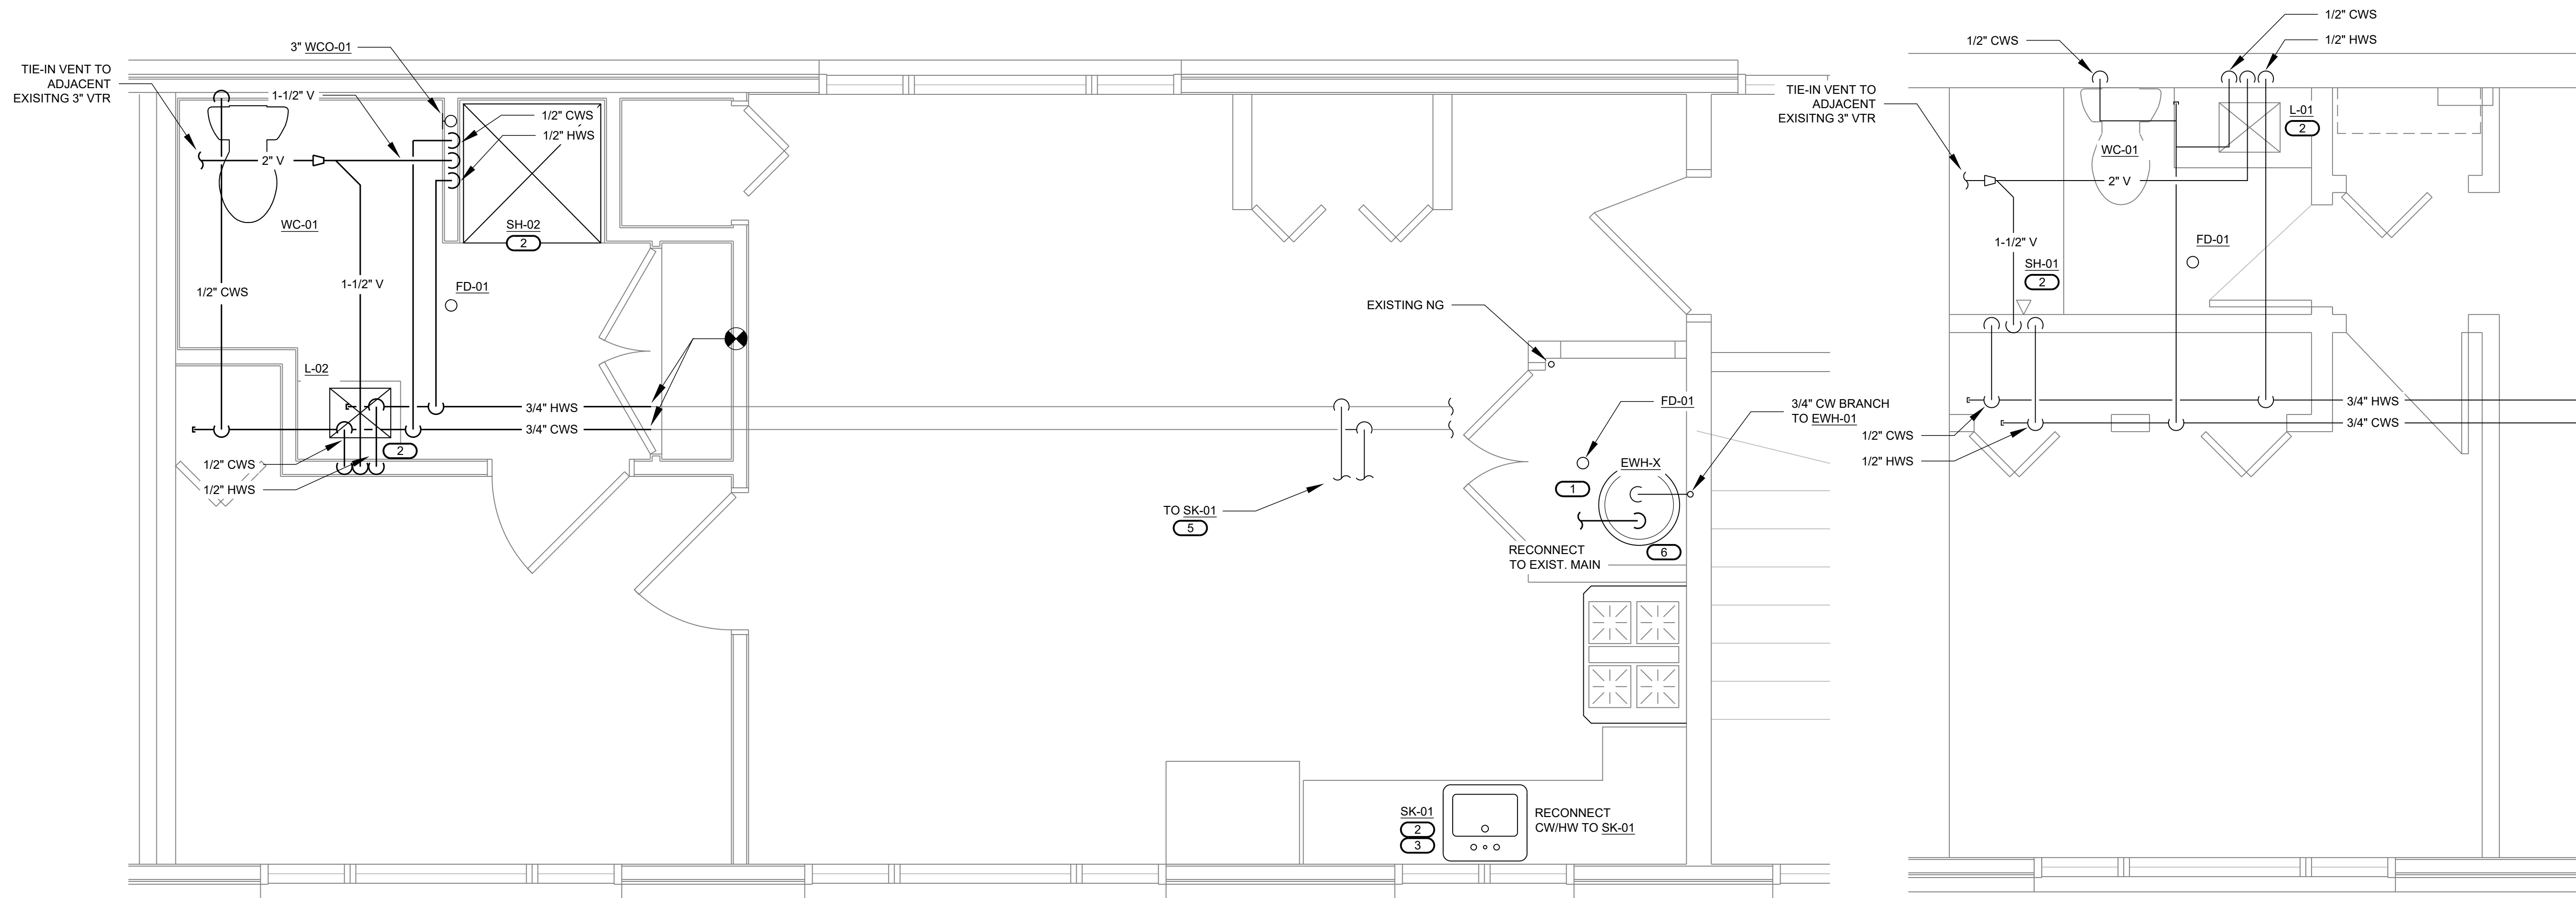 3" WCO-01
TIE-IN VENT TO
ADJACENT
EXISITNG 3" VTR
1-1/2" V
1/2" CWS
1/2" HWS
2" V
WC-01
SH-02
2
1/2" CWS
1-1/2" V
FD-01
L-02
3/4" HWS
3/4" CWS
2
1/2" CWS
1/2" HWS
EXISTING NG
FD-01
3/4" CW BRANCH
TO EWH-01
EWH-X
1
TO SK-01
5
6
RECONNECT
TO EXIST. MAIN
SK-01
2
3
RECONNECT
CW/HW TO SK-01
1/2" CWS
1/2" CWS
1/2" HWS
TIE-IN VENT TO
ADJACENT
EXISITNG 3" VTR
L-01
2
WC-01
2" V
1-1/2" V
FD-01
SH-01
2
3/4" HWS
3/4" CWS
1/2" CWS
1/2" HWS